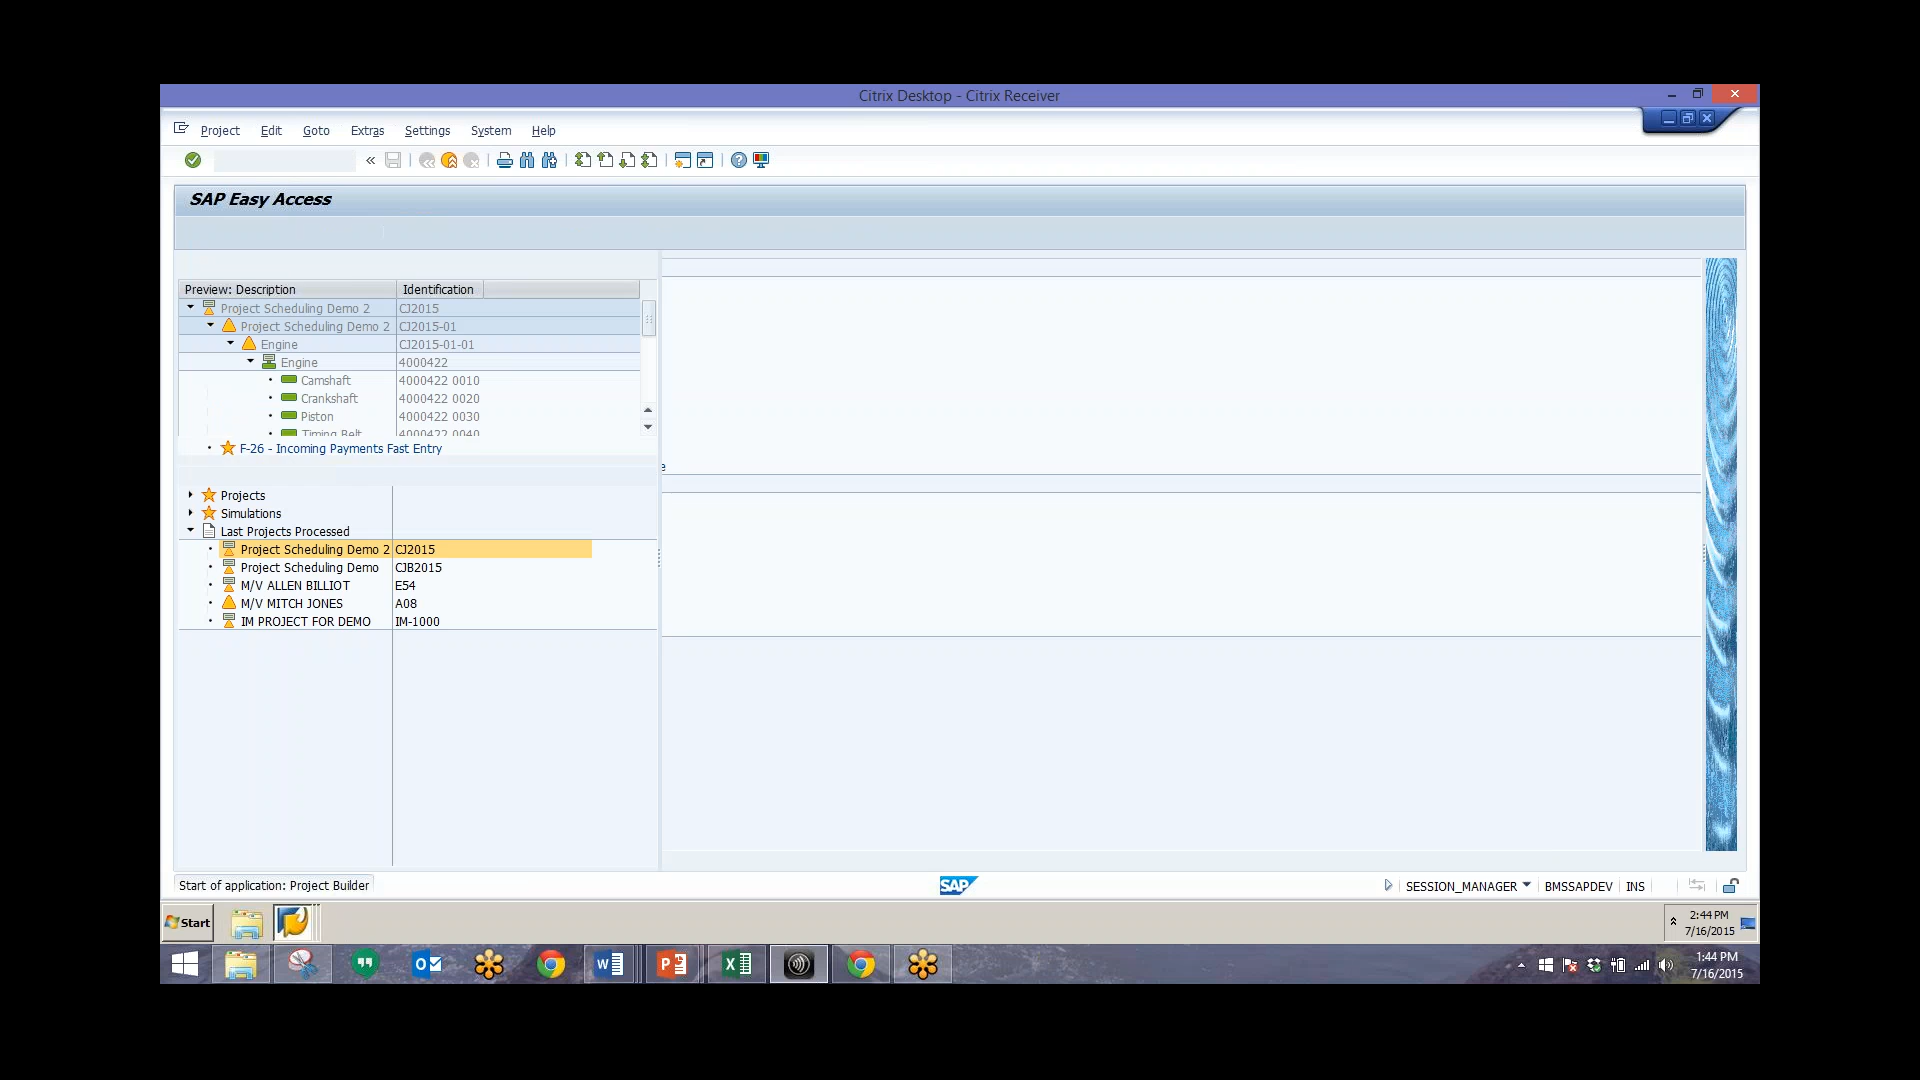 Citrix Desktop - Citrix Receiver
Project Edit Goto Extras Settings System Help
SAP Easy Access
Preview: Description Identification
Project Scheduling Demo 2 CJ2015
Project Scheduling Demo 2 CJ2015-01
Engine CJ2015-01-01
Engine 4000422
Camshaft 4000422 0010
Crankshaft 4000422 0020
Piston 4000422 0030
Timing Belt 4000422 0040
F-26 - Incoming Payments Fast Entry
e
Projects
Simulations
Last Projects Processed
Project Scheduling Demo 2 CJ2015
Project Scheduling Demo CJB2015
M/V ALLEN BILLIOT E54
M/V MITCH JONES A08
IM PROJECT FOR DEMO IM-1000
Start of application: Project Builder
SAP
SESSION_MANAGER BMSSAPDEV INS
Start
2:44 PM
7/16/2015
1:44 PM
7/16/2015